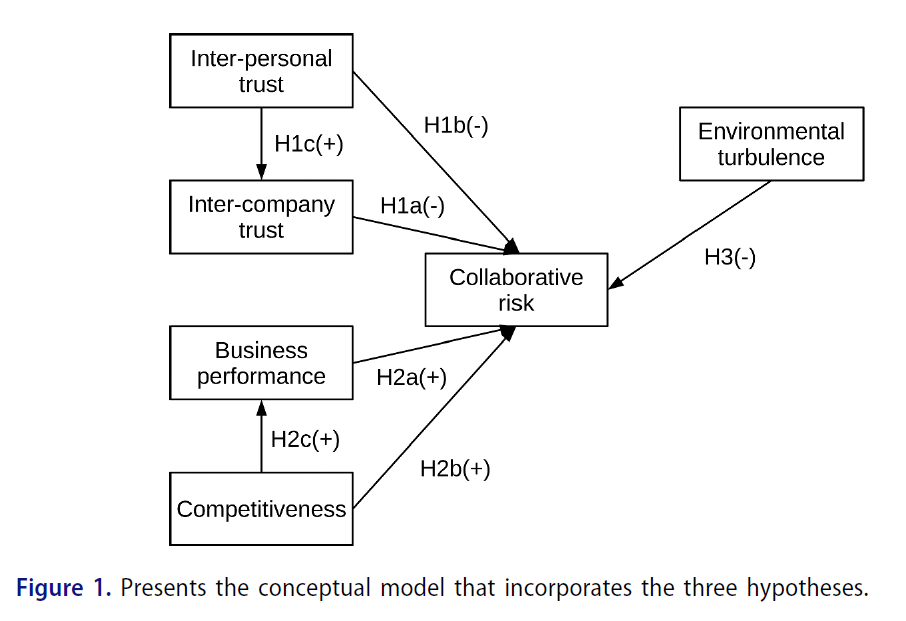 Inter-personal
trust
H1b(-)
Environmental
turbulence
H1c(+)
Inter-company
trust
H1a(-)
H3(-)
Collaborative
risk
Business
performance
H2a(+)
H2c(+)
H2b(+)
Competitiveness
Figure 1. Presents the conceptual model that incorporates the three hypotheses.